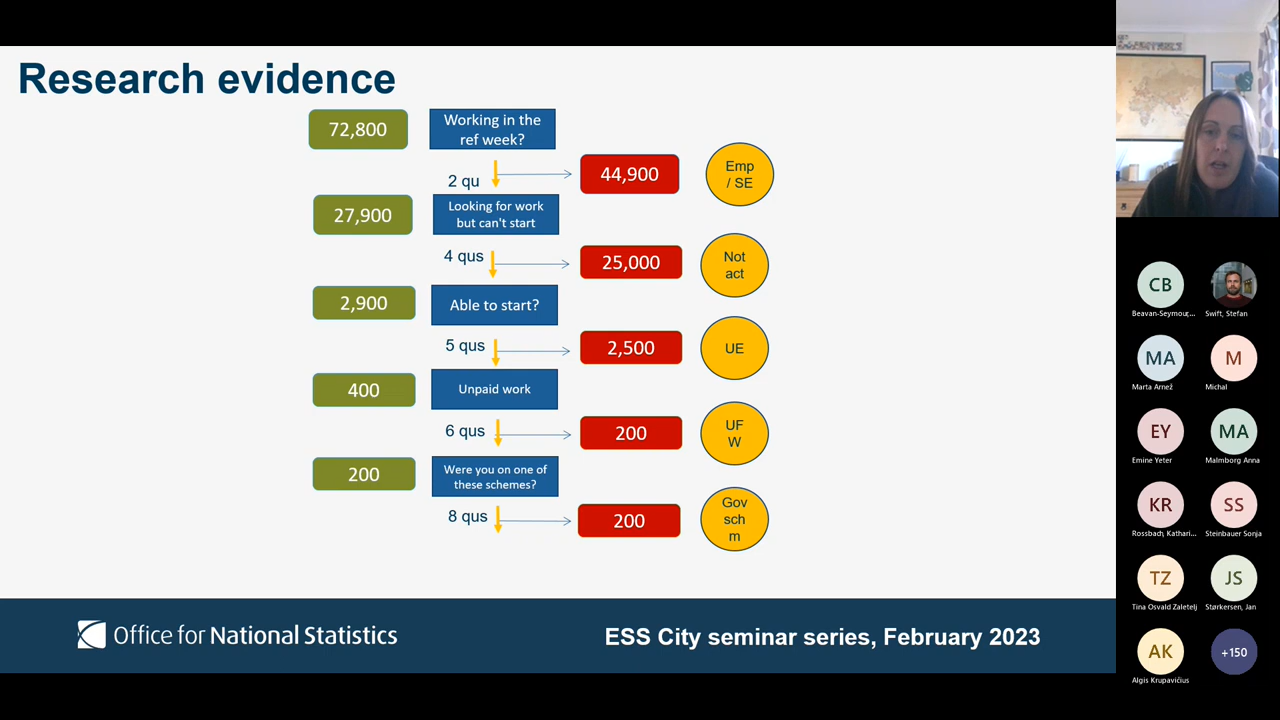 Research evidence
72,800
Working in the
ref week?
2 qu
44,900
Emp
/ SE
27,900
Looking for work
but can't start
4 qus
25,000
Not
act
2,900
Able to start?
5 qus
2,500
UE
400
Unpaid work
6 qus
200
UF
W
200
Were you on one of
these schemes?
8 qus
200
Gov
sch
m
Office for National Statistics
ESS City seminar series, February 2023
CB
Beavan-Seymour,...
Swift, Stefan
MA
Marta Arnež
M
Michal
EY
Emine Yeter
MA
Malmborg Anna
KR
Rossbach, Kathari...
SS
Steinbauer Sonja
TZ
Tina Osvald Zaletelj
JS
Størkersen, Jan
AK
Algis Krupavičius
+150